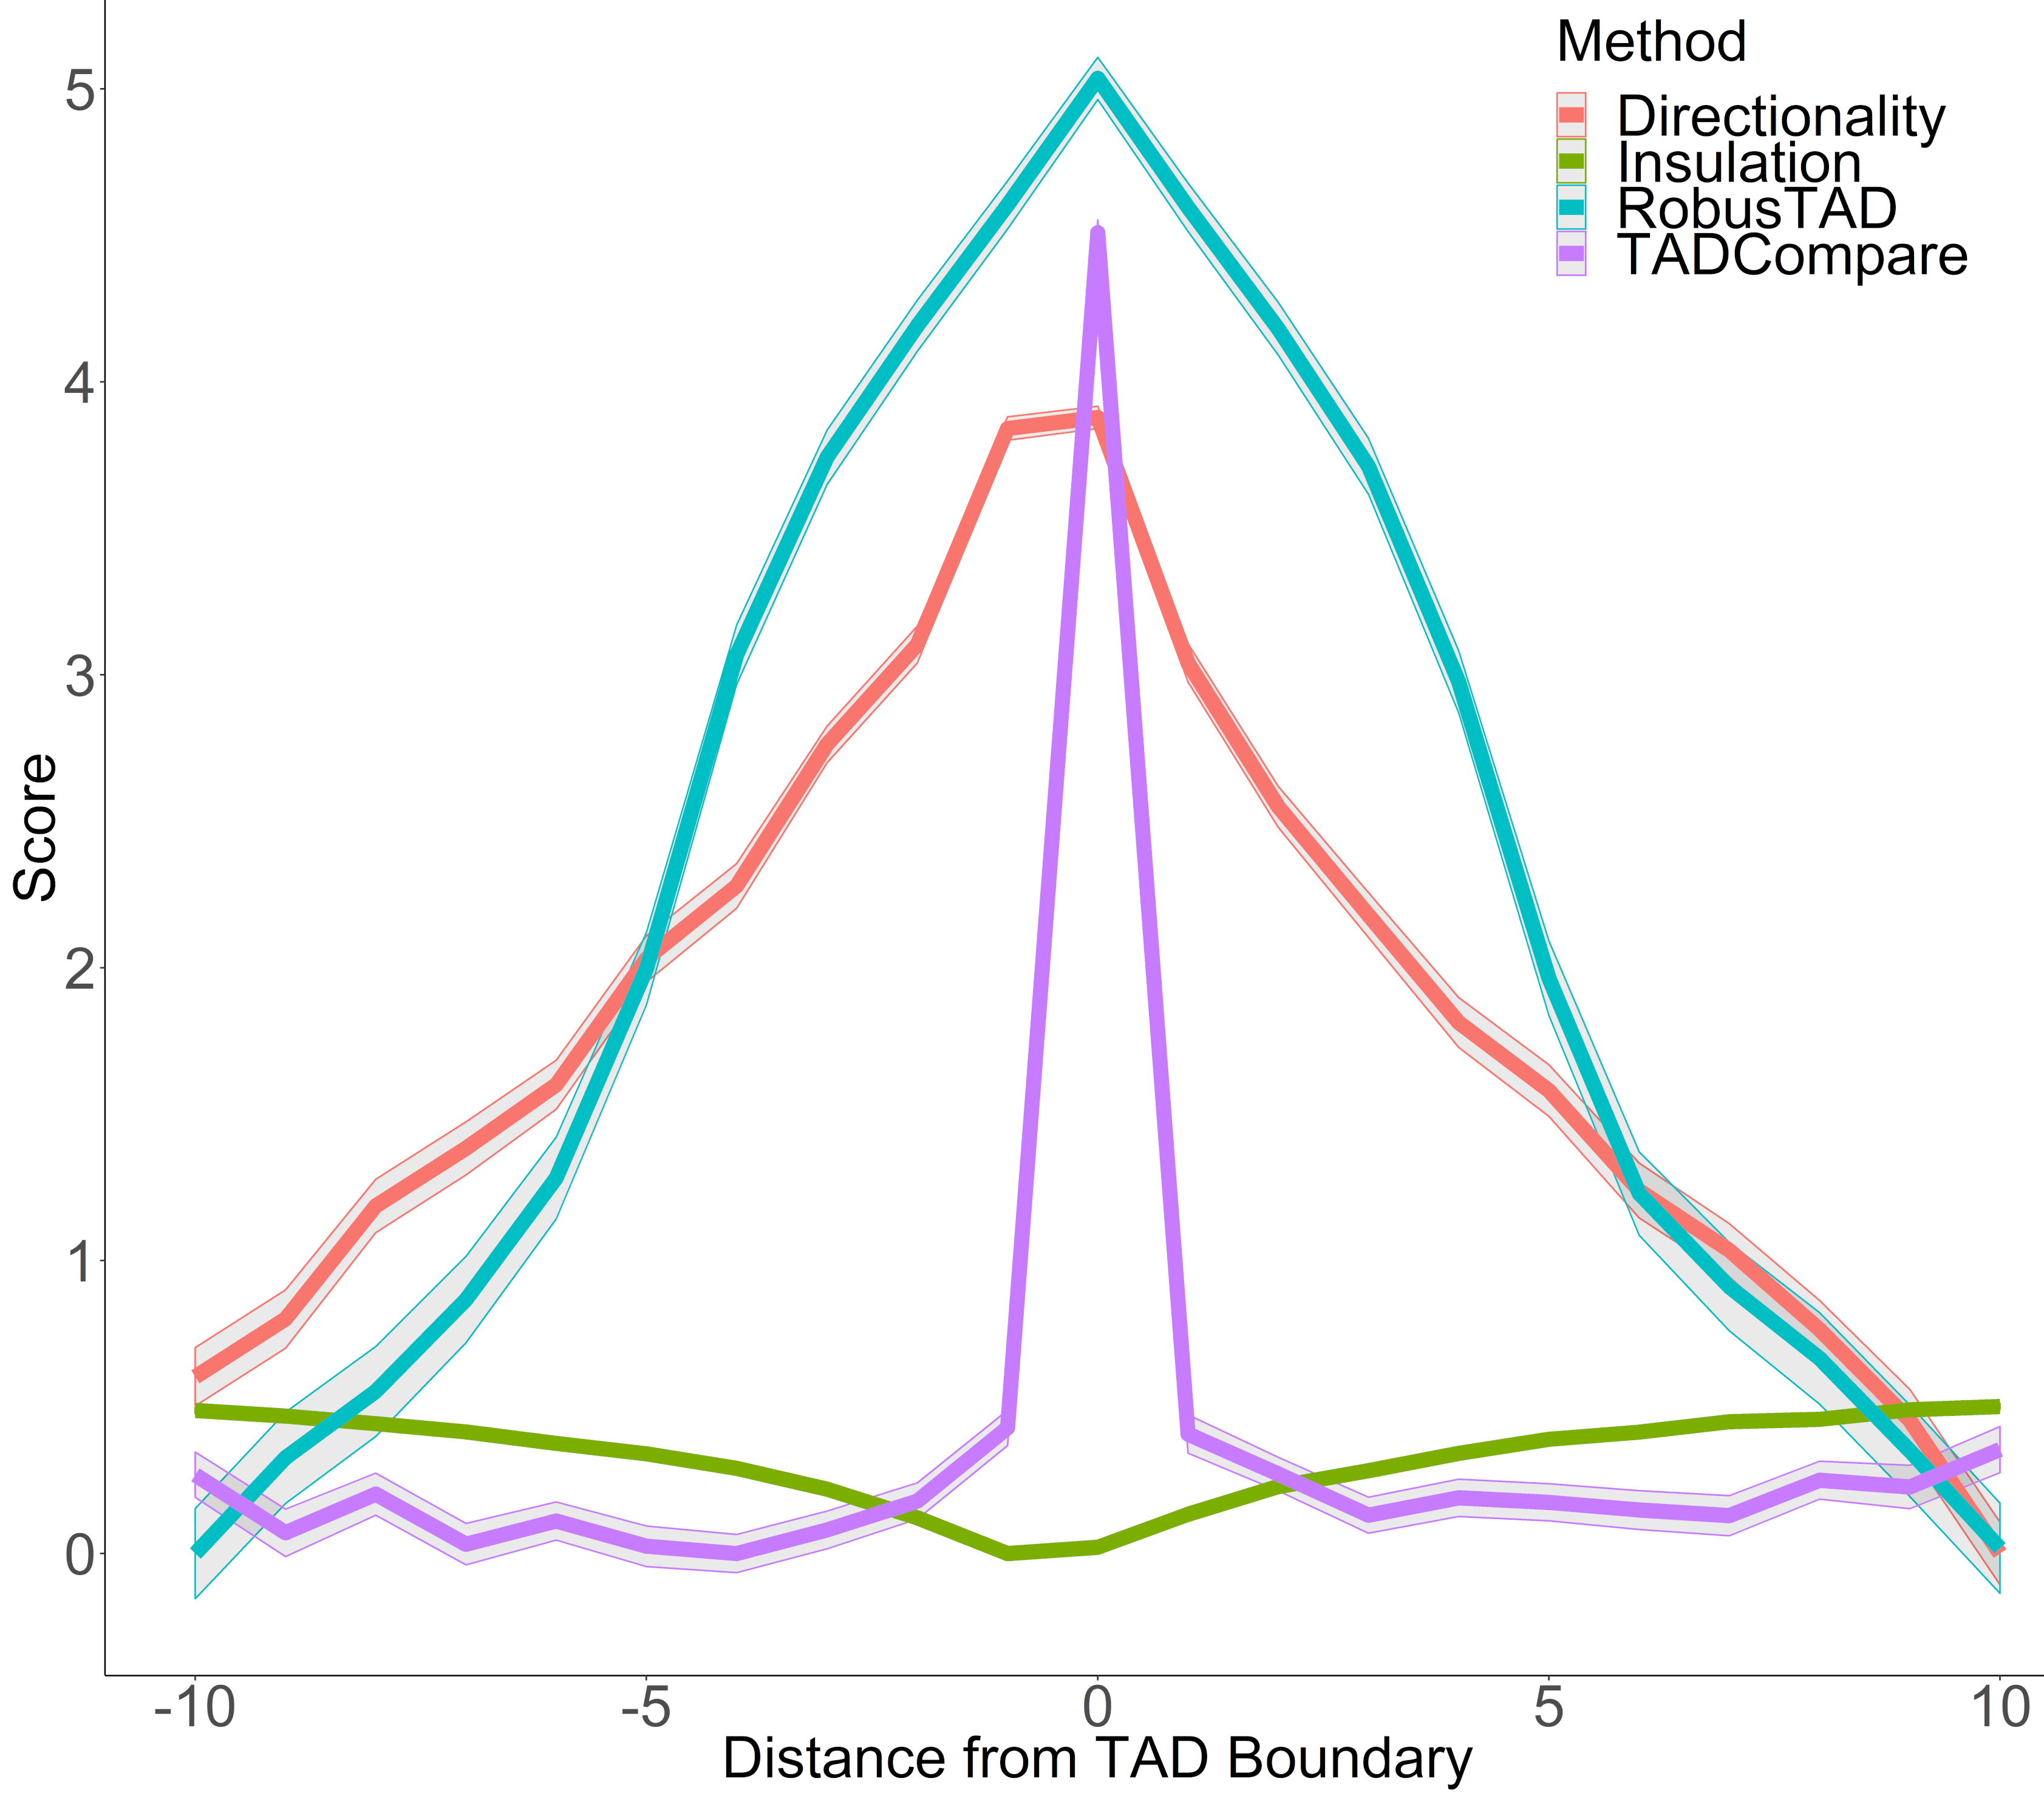 Method
Directionality
Insulation
RobusTAD
TADCompare
5
4
3
2
1
0
Score
-10 -5 0 5 10
Distance from TAD Boundary